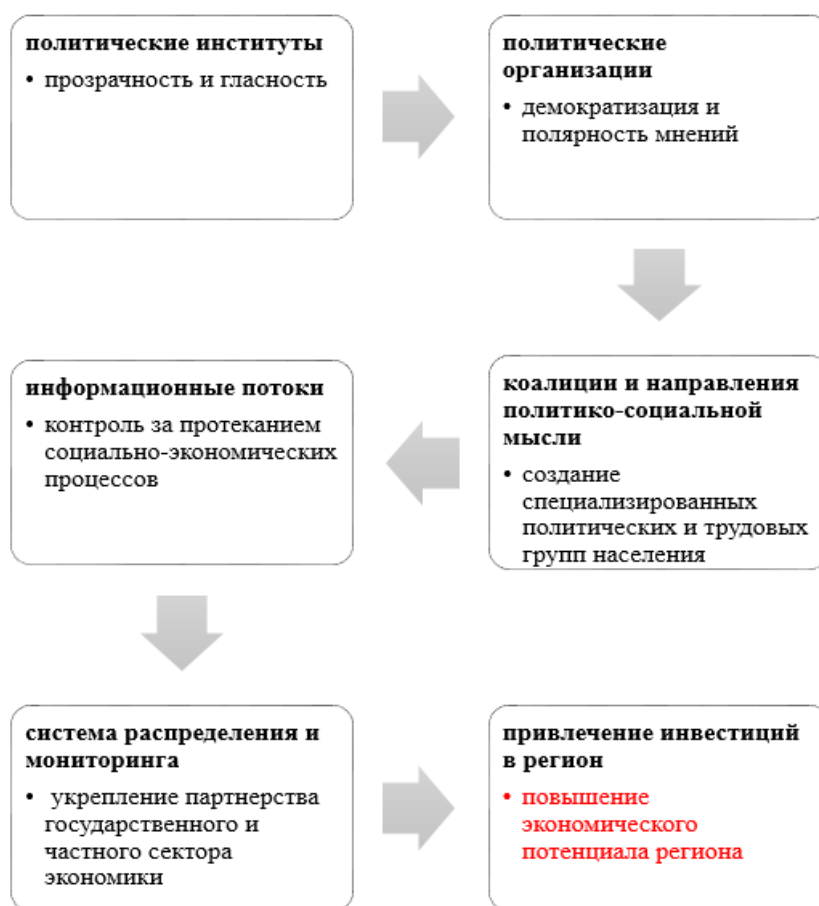 политические институты
• прозрачность и гласность
политические
организации
• демократизация и
полярность мнений
коалиции и направления
политико-социальной
мысли
• создание
специализированных
политических и трудовых
групп населения
информационные потоки
• контроль за протеканием
социально-экономических
процессов
система распределения и
мониторинга
• укрепление партнерства
государственного и
частного сектора
экономики
привлечение инвестиций
в регион
• повышение
экономического
потенциала региона